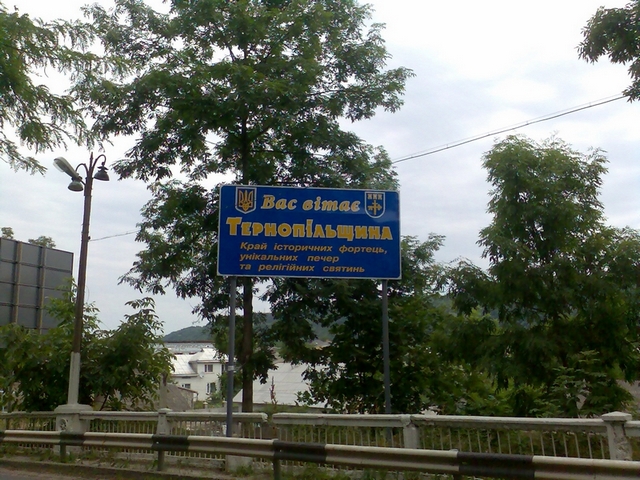 Вас вітає
ТЕРНОПІЛЬЩИНА
Край історичних фортець,
унікальних печер
та релігійних святинь